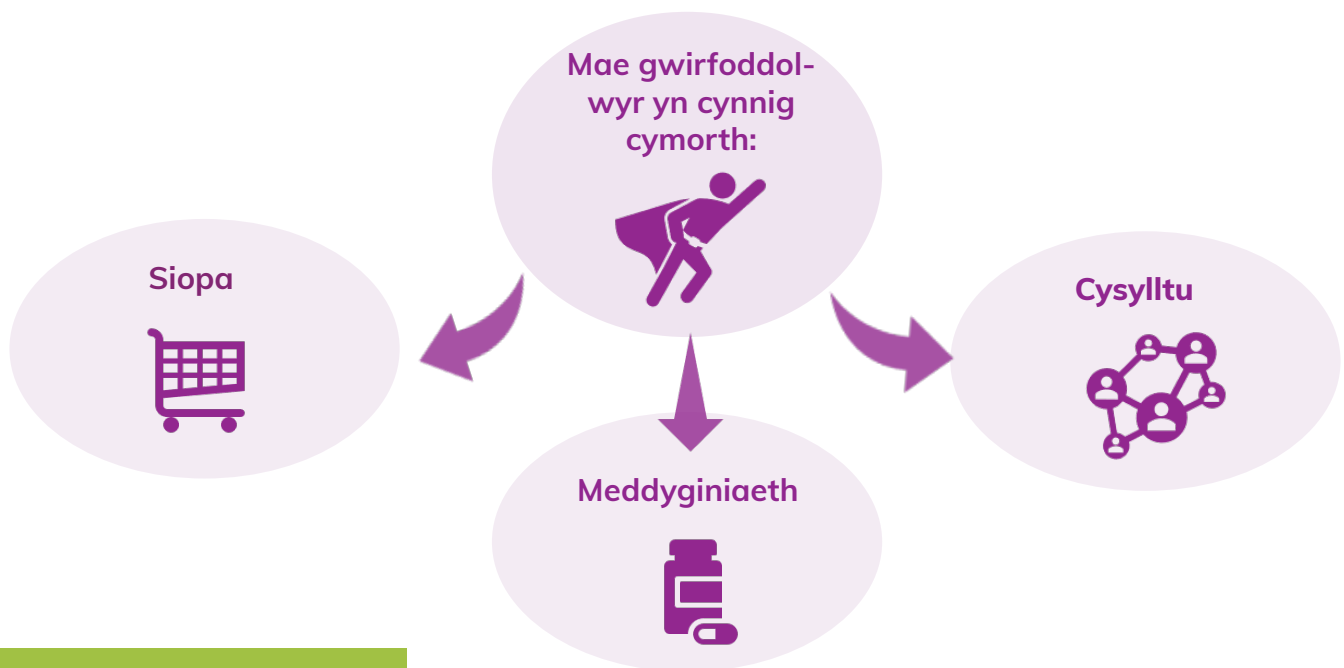 Mae gwirfoddol-
wyr yn cynnig
cymorth:
Siopa
Cysylltu
Meddyginiaeth